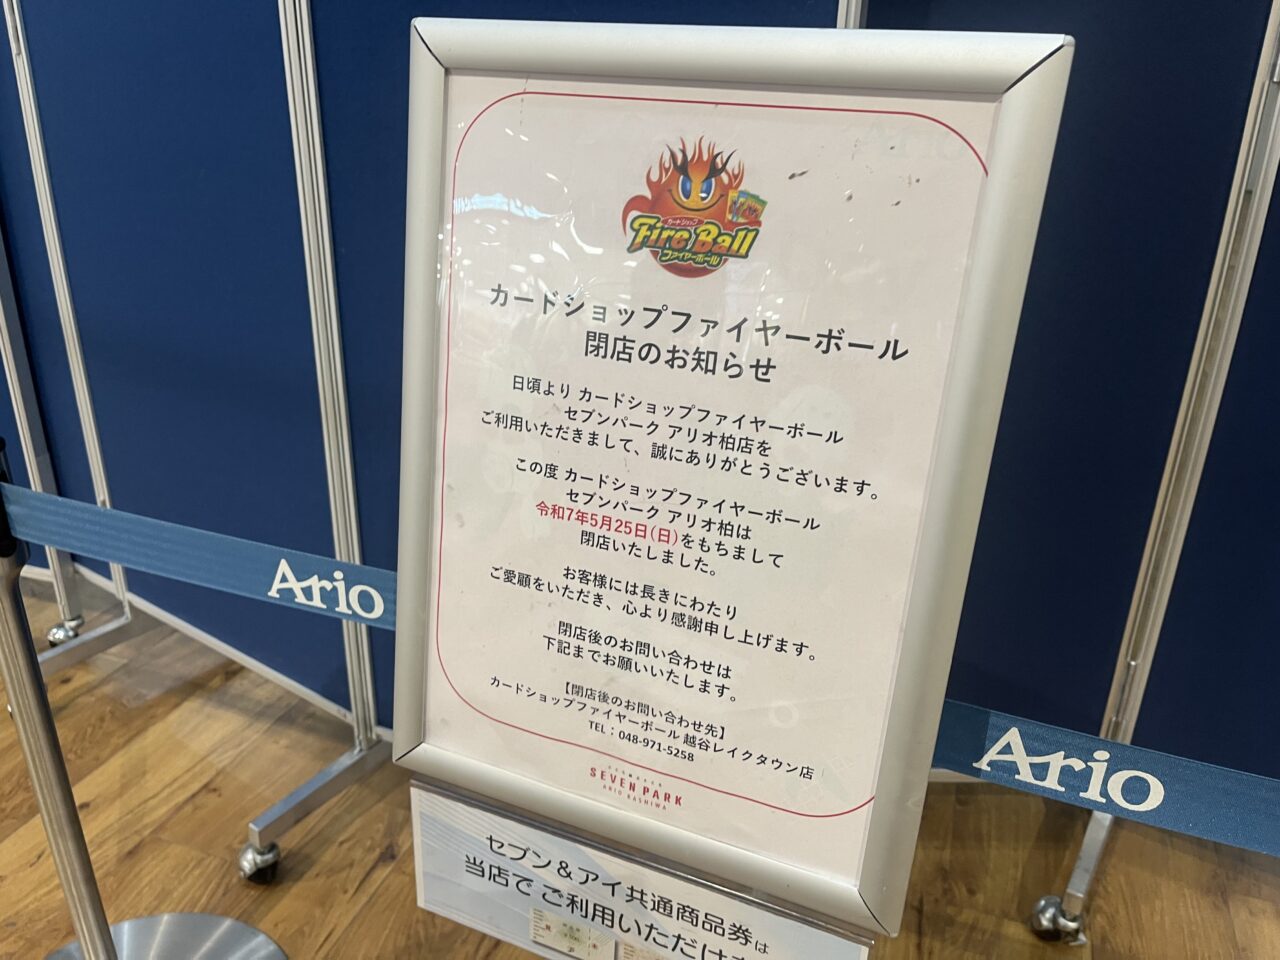 カードショップ
Fire Ball
ファイヤーボール
カードショップファイヤーボール
閉店のお知らせ
日頃より カードショップファイヤーボール
セブンパーク アリオ柏店を
ご利用いただきまして、誠にありがとうございます。
この度 カードショップファイヤーボール
セブンパーク アリオ柏は
令和7年5月25日(日)をもちまして
閉店いたしました。
お客様には長きにわたり
ご愛顧をいただき、心より感謝申し上げます。
閉店後のお問い合わせは
下記までお願いいたします。
【閉店後のお問い合わせ先】
カードショップファイヤーボール 越谷レイクタウン店
TEL：048-971-5258
SEVEN PARK
ARIO KASHIWA
Ario
Ario
セブン＆アイ共通商品券は
当店で ご利用いただけ